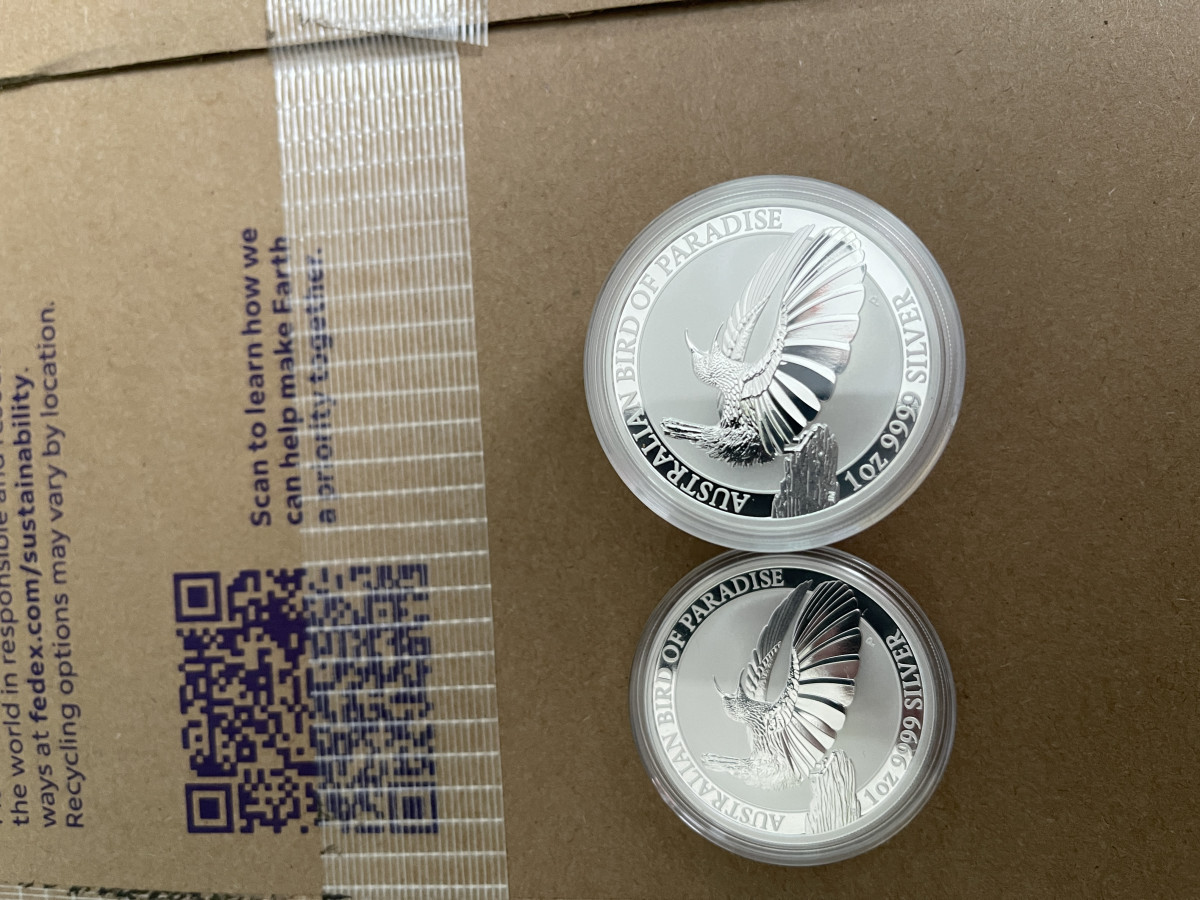 the world in responsible and
ways at fedex.com/sustainability.
Recycling options may vary by location.
Scan to learn how we
can help make Earth
a priority together.
AUSTRALIAN BIRD OF PARADISE
1oz 9999 SILVER
P
AUSTRALIAN BIRD OF PARADISE
1oz 9999 SILVER
P